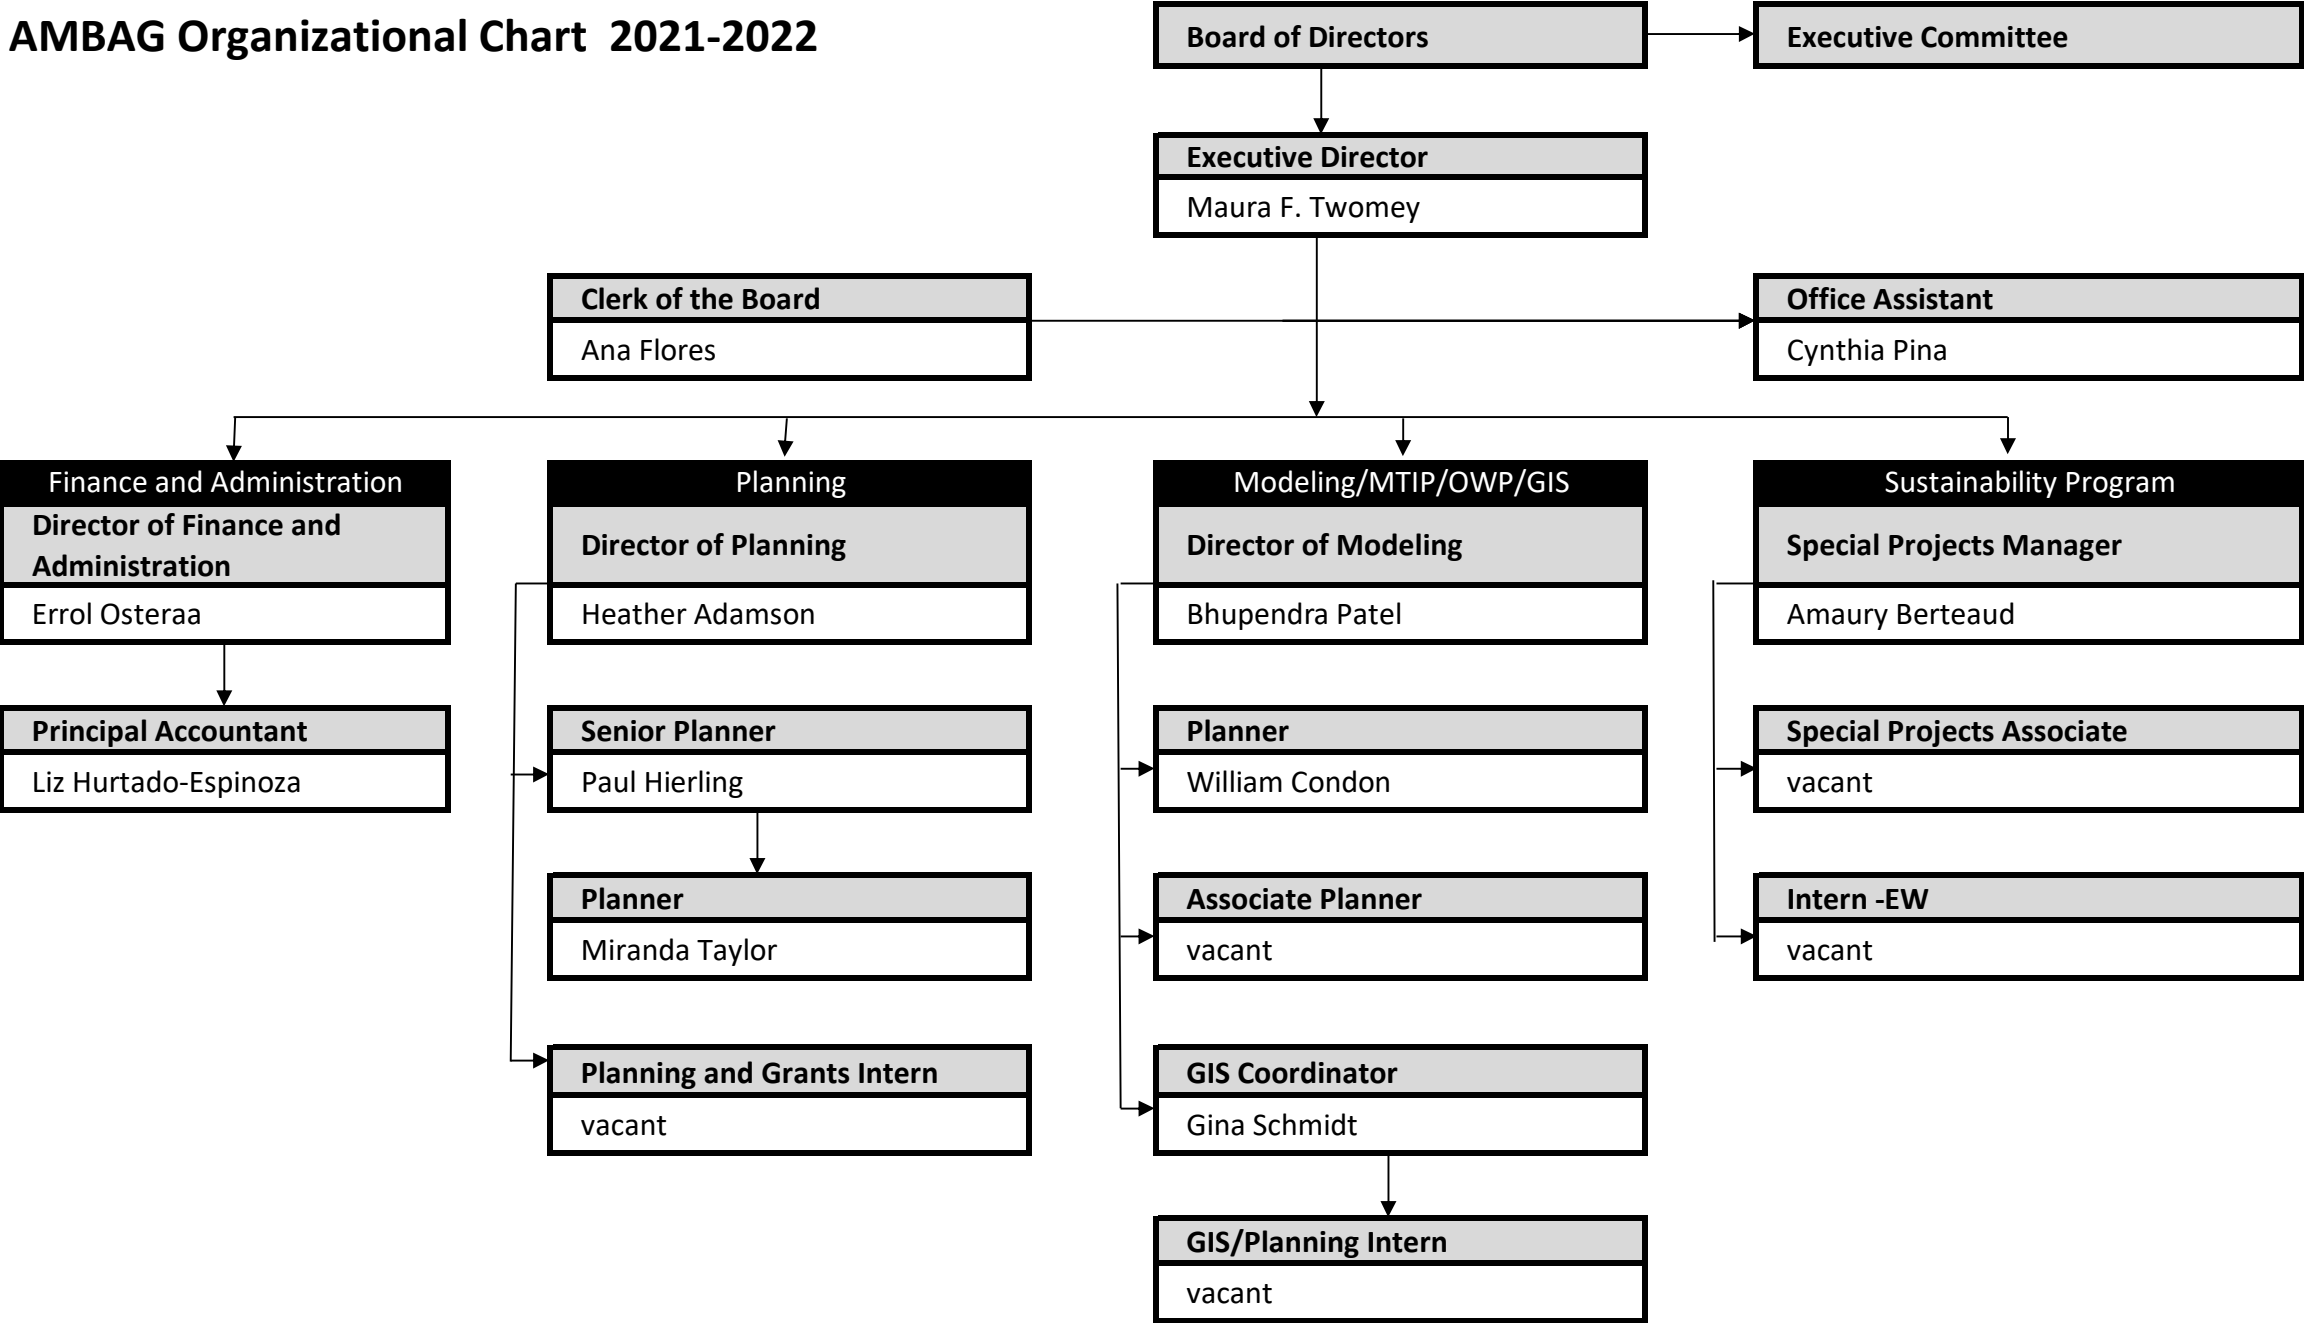 AMBAG Organizational Chart 2021-2022
Board of Directors
Executive Committee
Executive Director
Maura F. Twomey
Clerk of the Board
Ana Flores
Office Assistant
Cynthia Pina
Finance and Administration
Director of Finance and
Administration
Errol Osteraa
Principal Accountant
Liz Hurtado-Espinoza
Planning
Director of Planning
Heather Adamson
Senior Planner
Paul Hierling
Planner
Miranda Taylor
Planning and Grants Intern
vacant
Modeling/MTIP/OWP/GIS
Director of Modeling
Bhupendra Patel
Planner
William Condon
Associate Planner
vacant
GIS Coordinator
Gina Schmidt
GIS/Planning Intern
vacant
Sustainability Program
Special Projects Manager
Amaury Berteaud
Special Projects Associate
vacant
Intern -EW
vacant